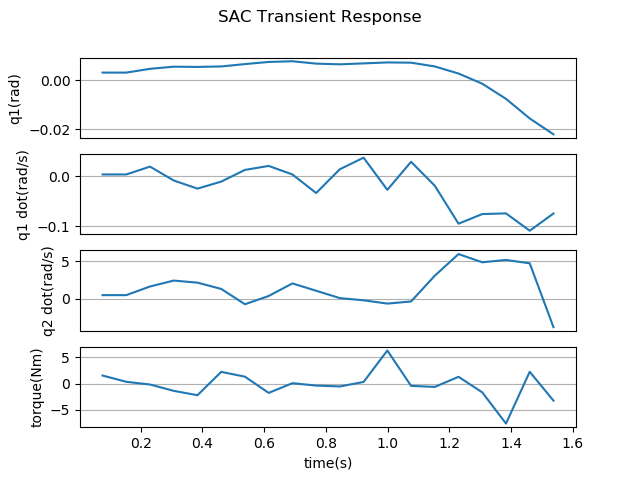 SAC Transient Response
q1(rad)
0.00
−0.02
q1 dot(rad/s)
0.0
−0.1
q2 dot(rad/s)
5
0
torque(Nm)
5
0
−5
0.2 0.4 0.6 0.8 1.0 1.2 1.4 1.6
time(s)